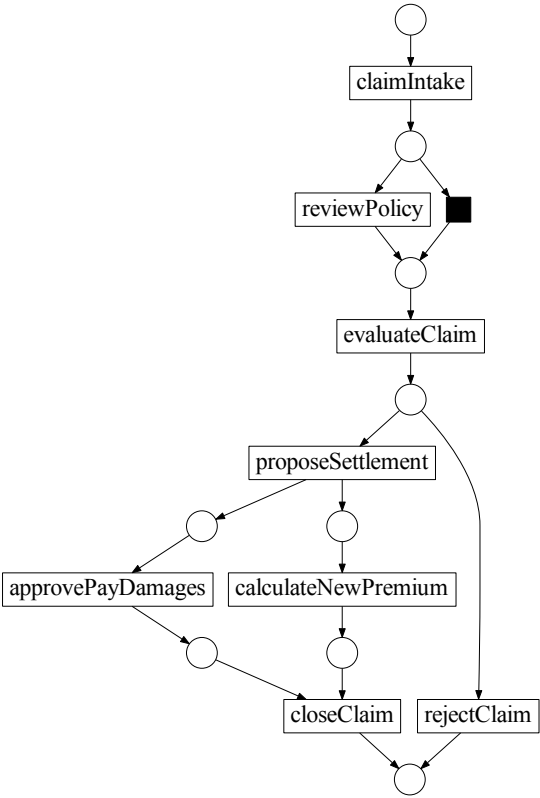 claimIntake
reviewPolicy
evaluateClaim
proposeSettlement
approvePayDamages
calculateNewPremium
closeClaim
rejectClaim